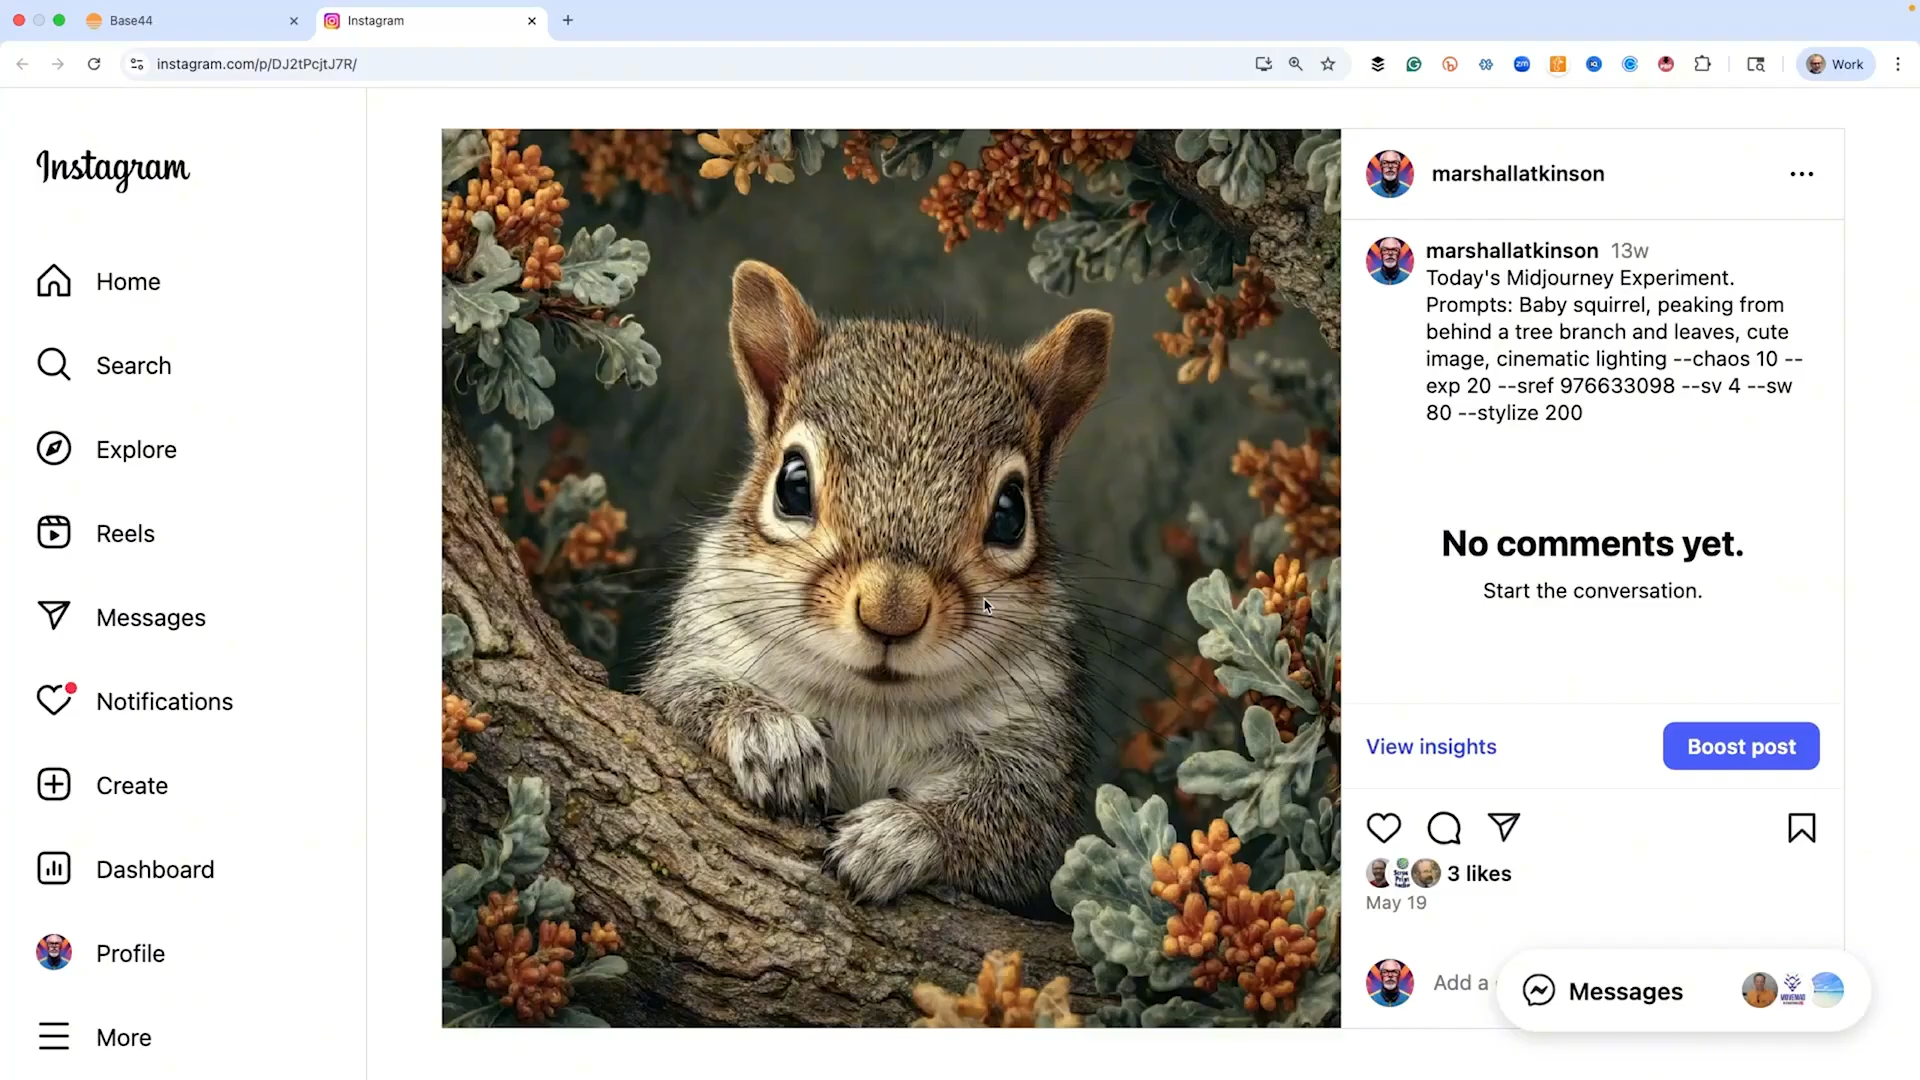 Base44
Instagram
instagram.com/p/DJ2tPcjtJ7R/
Work
Instagram
Home
Search
Explore
Reels
Messages
Notifications
Create
Dashboard
Profile
More
marshallatkinson
marshallatkinson 13w
Today's Midjourney Experiment.
Prompts: Baby squirrel, peaking from
behind a tree branch and leaves, cute
image, cinematic lighting --chaos 10 --
exp 20 --sref 976633098 --sv 4 --sw
80 --stylize 200
No comments yet.
Start the conversation.
View insights
Boost post
3 likes
May 19
Add a
Messages